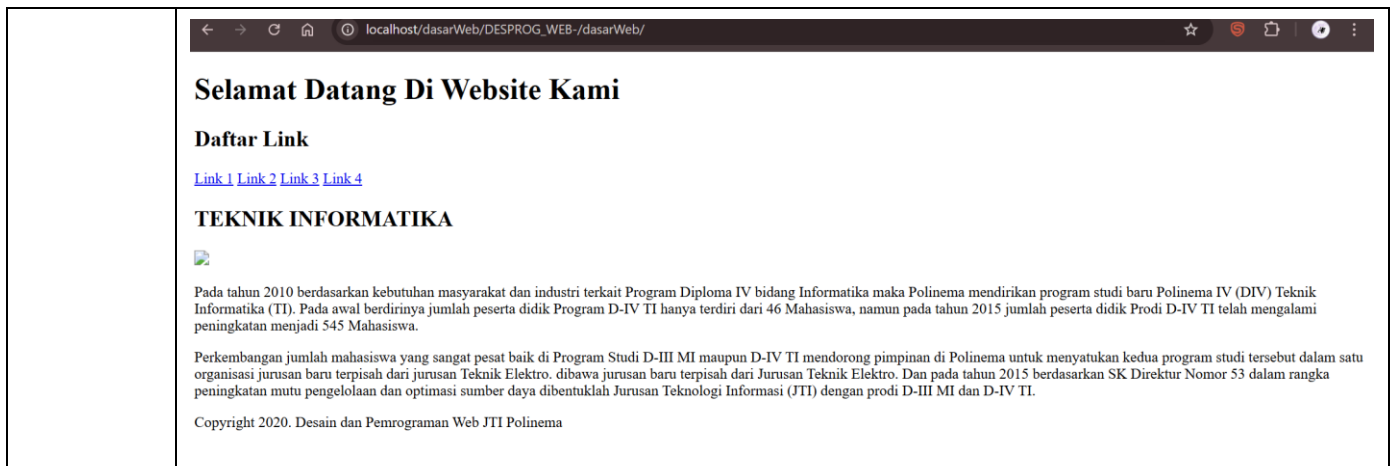 localhost/dasarWeb/DESPROG_WEB-/dasarWeb/
Selamat Datang Di Website Kami
Daftar Link
Link 1 Link 2 Link 3 Link 4
TEKNIK INFORMATIKA
Pada tahun 2010 berdasarkan kebutuhan masyarakat dan industri terkait Program Diploma IV bidang Informatika maka Polinema mendirikan program studi baru Polinema IV (DIV) Teknik
Informatika (TI). Pada awal berdirinya jumlah peserta didik Program D-IV TI hanya terdiri dari 46 Mahasiswa, namun pada tahun 2015 jumlah peserta didik Prodi D-IV TI telah mengalami
peningkatan menjadi 545 Mahasiswa.
Perkembangan jumlah mahasiswa yang sangat pesat baik di Program Studi D-III MI maupun D-IV TI mendorong pimpinan di Polinema untuk menyatukan kedua program studi tersebut dalam satu
organisasi jurusan baru terpisah dari jurusan Teknik Elektro. dibawa jurusan baru terpisah dari Jurusan Teknik Elektro. Dan pada tahun 2015 berdasarkan SK Direktur Nomor 53 dalam rangka
peningkatan mutu pengelolaan dan optimasi sumber daya dibentuklah Jurusan Teknologi Informasi (JTI) dengan prodi D-III MI dan D-IV TI.
Copyright 2020. Desain dan Pemrograman Web JTI Polinema